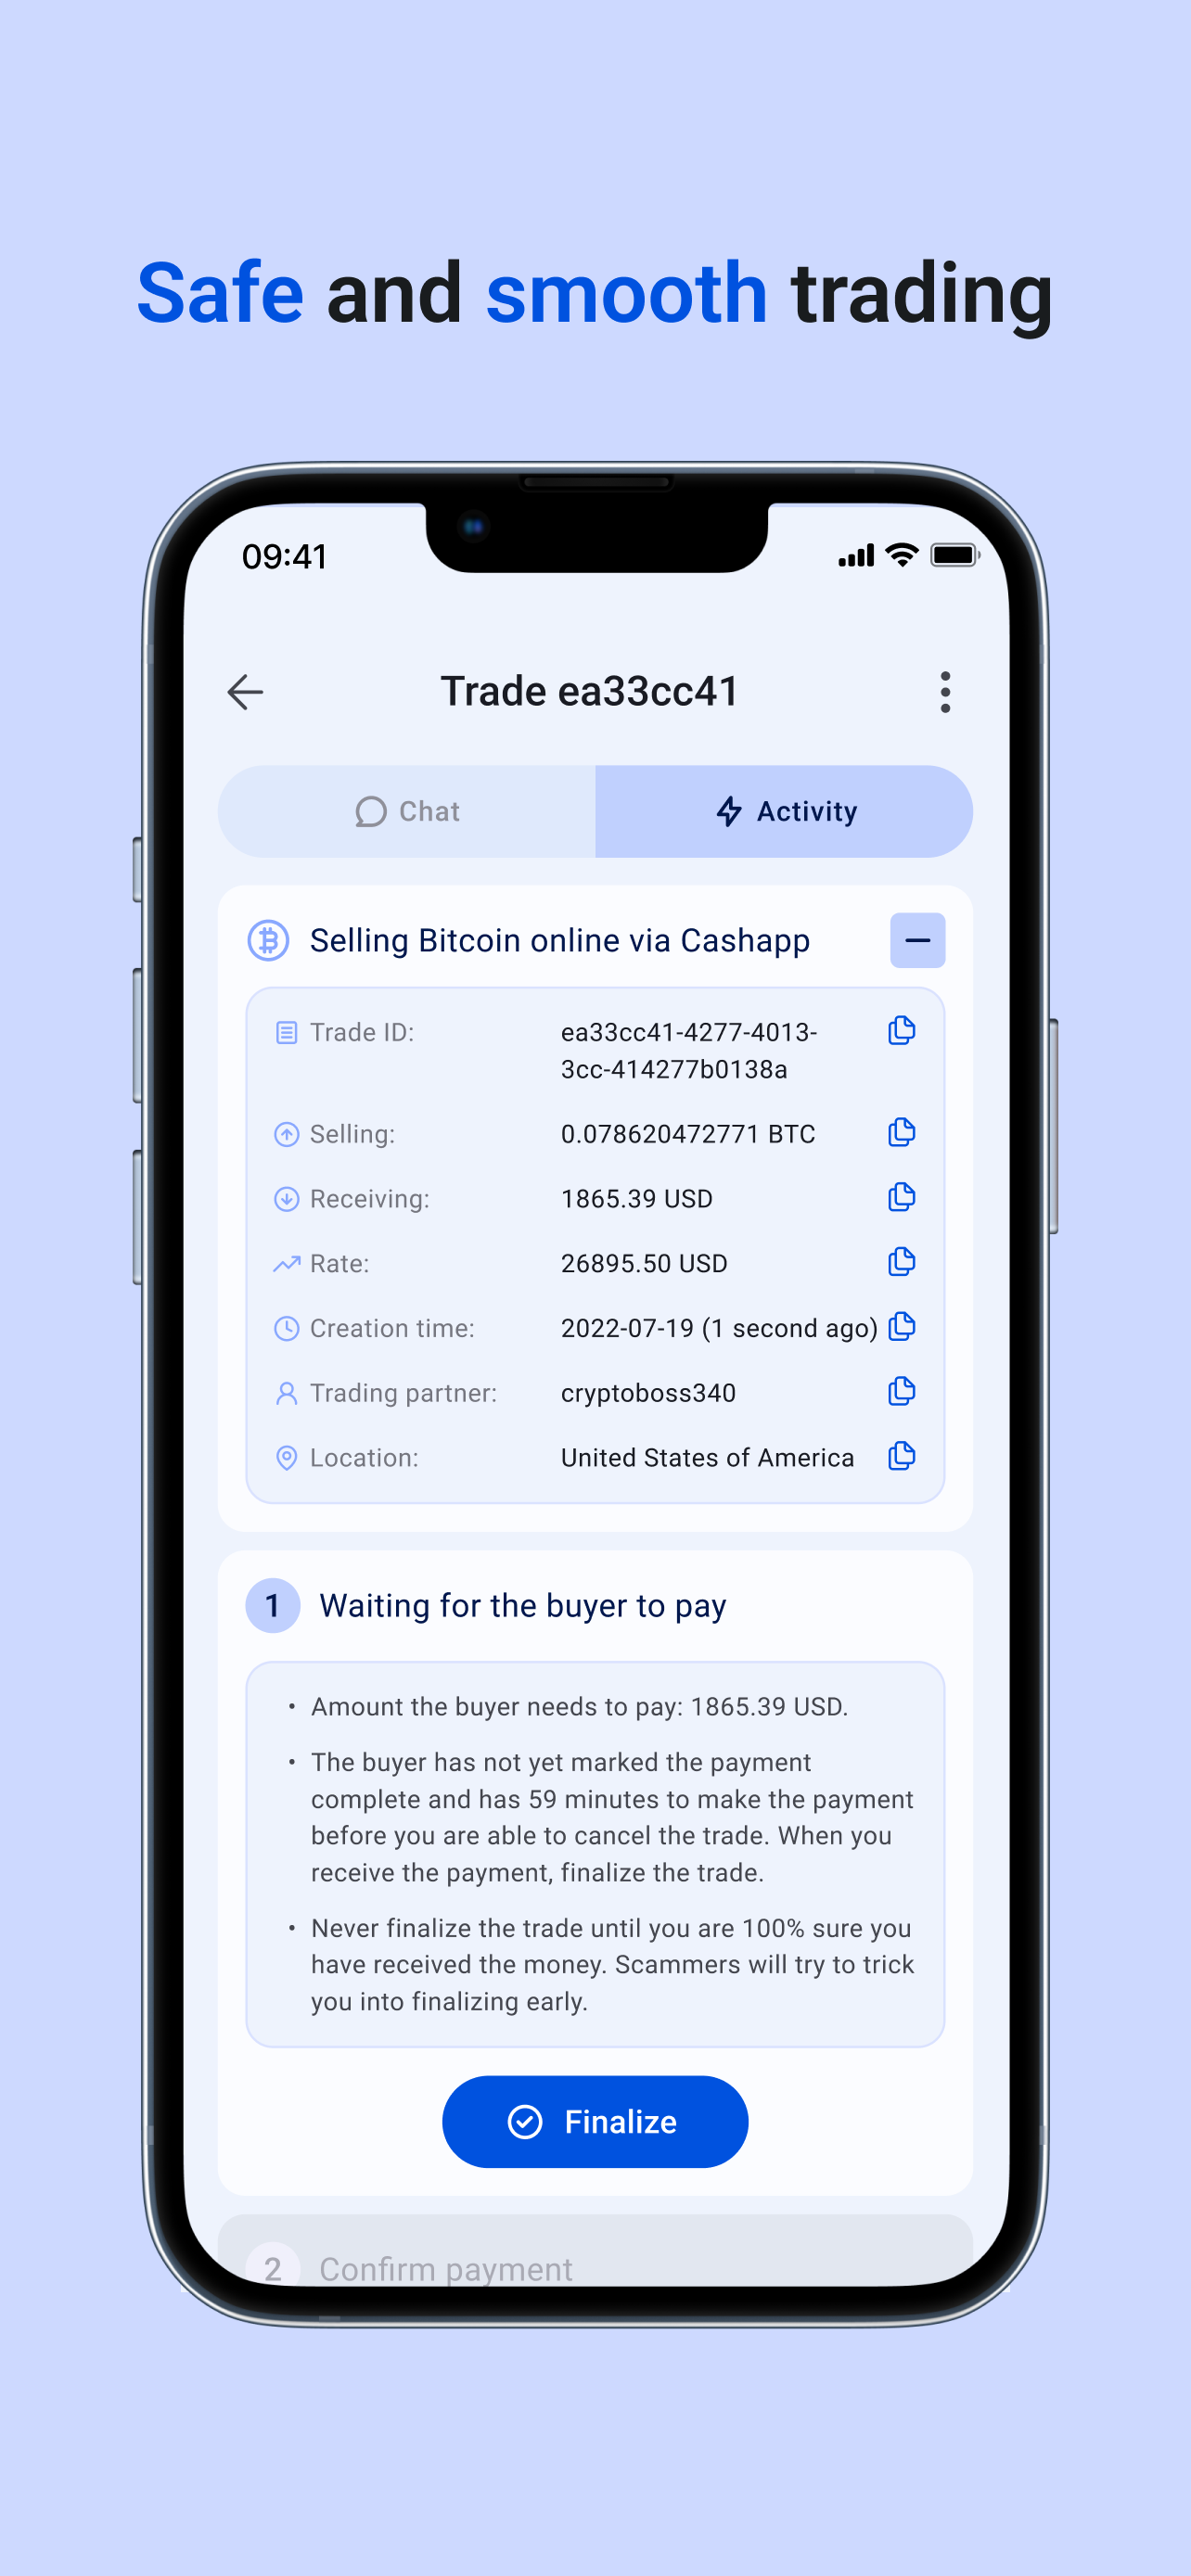 Safe and smooth trading
09:41
Trade ea33cc41
Chat
Activity
Selling Bitcoin online via Cashapp
Trade ID: ea33cc41-4277-4013-
3cc-414277b0138a
Selling: 0.078620472771 BTC
Receiving: 1865.39 USD
Rate: 26895.50 USD
Creation time: 2022-07-19 (1 second ago)
Trading partner: cryptoboss340
Location: United States of America
1 Waiting for the buyer to pay
• Amount the buyer needs to pay: 1865.39 USD.
• The buyer has not yet marked the payment
complete and has 59 minutes to make the payment
before you are able to cancel the trade. When you
receive the payment, finalize the trade.
• Never finalize the trade until you are 100% sure you
have received the money. Scammers will try to trick
you into finalizing early.
Finalize
2 Confirm payment